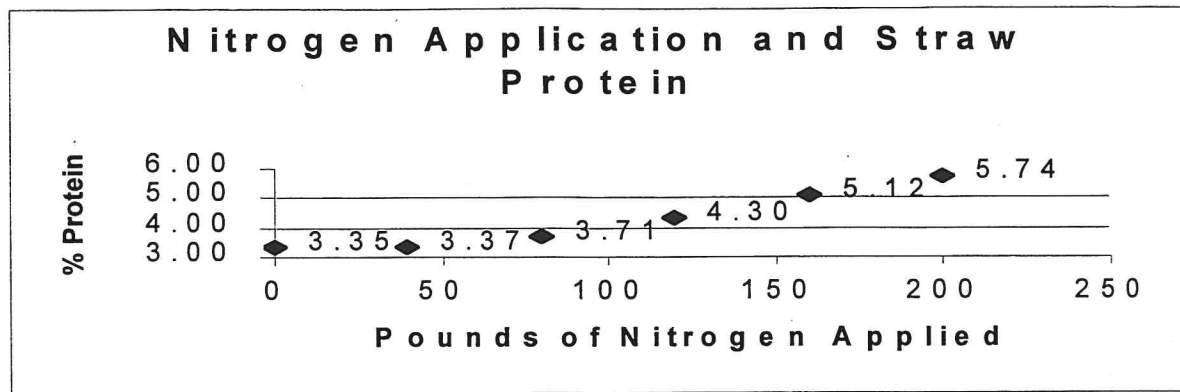 Nitrogen Application and Straw
Protein
% Protein
6.00
5.00
4.00
3.00
3.35
3.37
3.71
4.30
5.12
5.74
0 50 100 150 200 250
Pounds of Nitrogen Applied